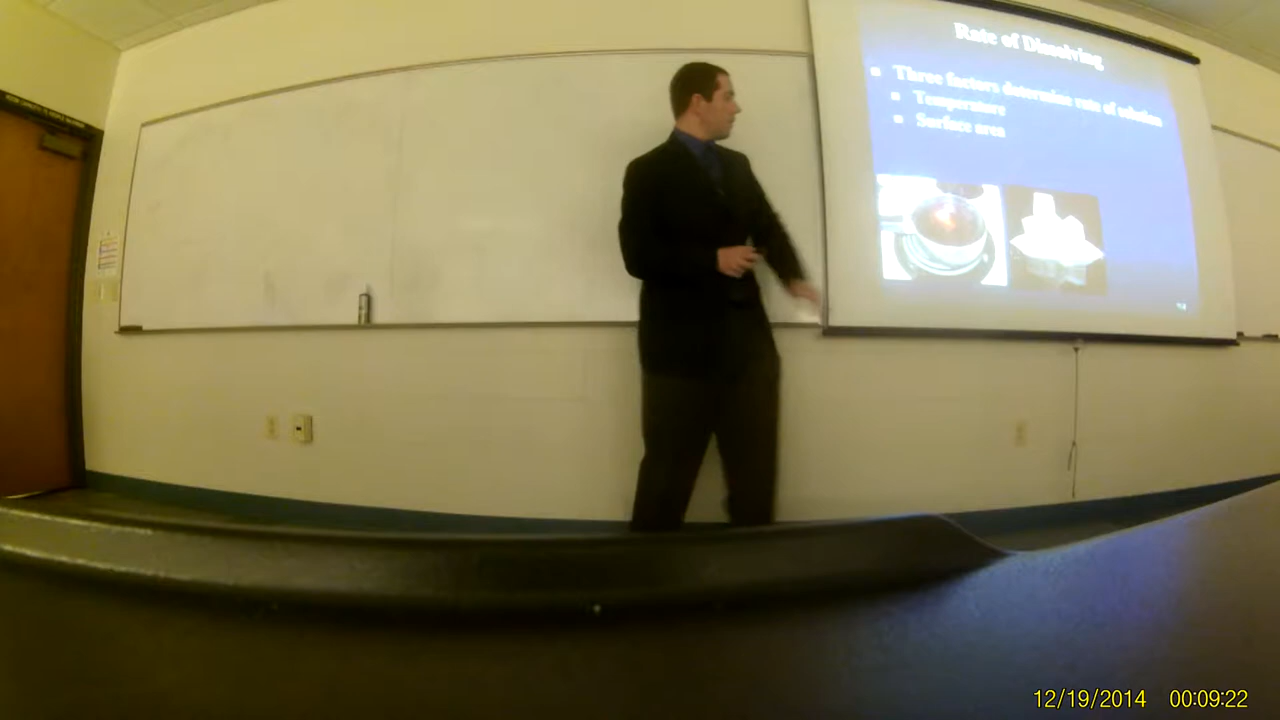 Rate of Dissolving
Three factors determine rate of solution
Temperature
Surface area
12/19/2014 00:09:22